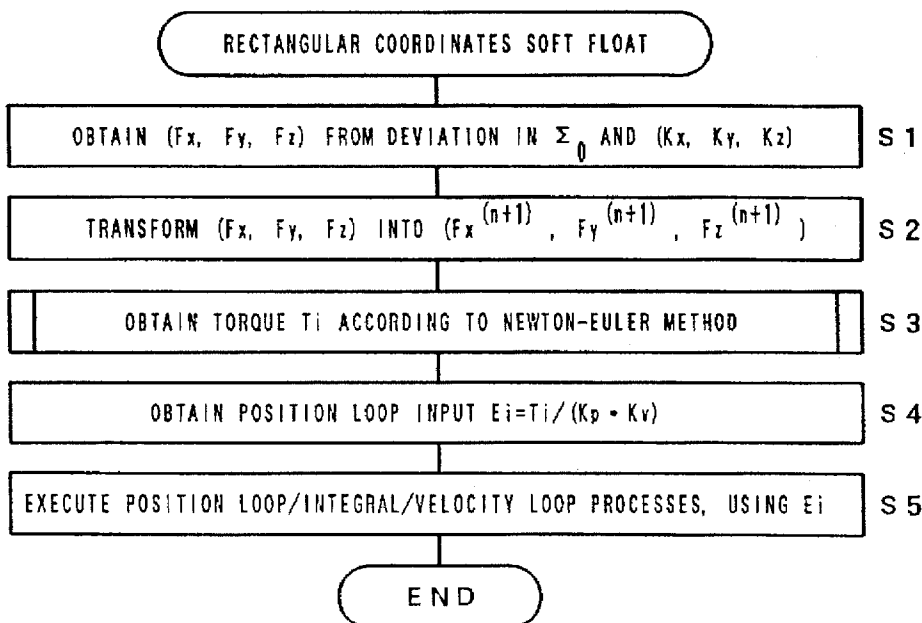 RECTANGULAR COORDINATES SOFT FLOAT
OBTAIN (Fx, Fy, Fz) FROM DEVIATION IN Σ0 AND (Kx, Ky, Kz) S1
TRANSFORM (Fx, Fy, Fz) INTO (Fx(n+1), Fy(n+1), Fz(n+1)) S2
OBTAIN TORQUE Ti ACCORDING TO NEWTON-EULER METHOD S3
OBTAIN POSITION LOOP INPUT Ei=Ti/(Kp•Kv) S4
EXECUTE POSITION LOOP/INTEGRAL/VELOCITY LOOP PROCESSES, USING Ei S5
END